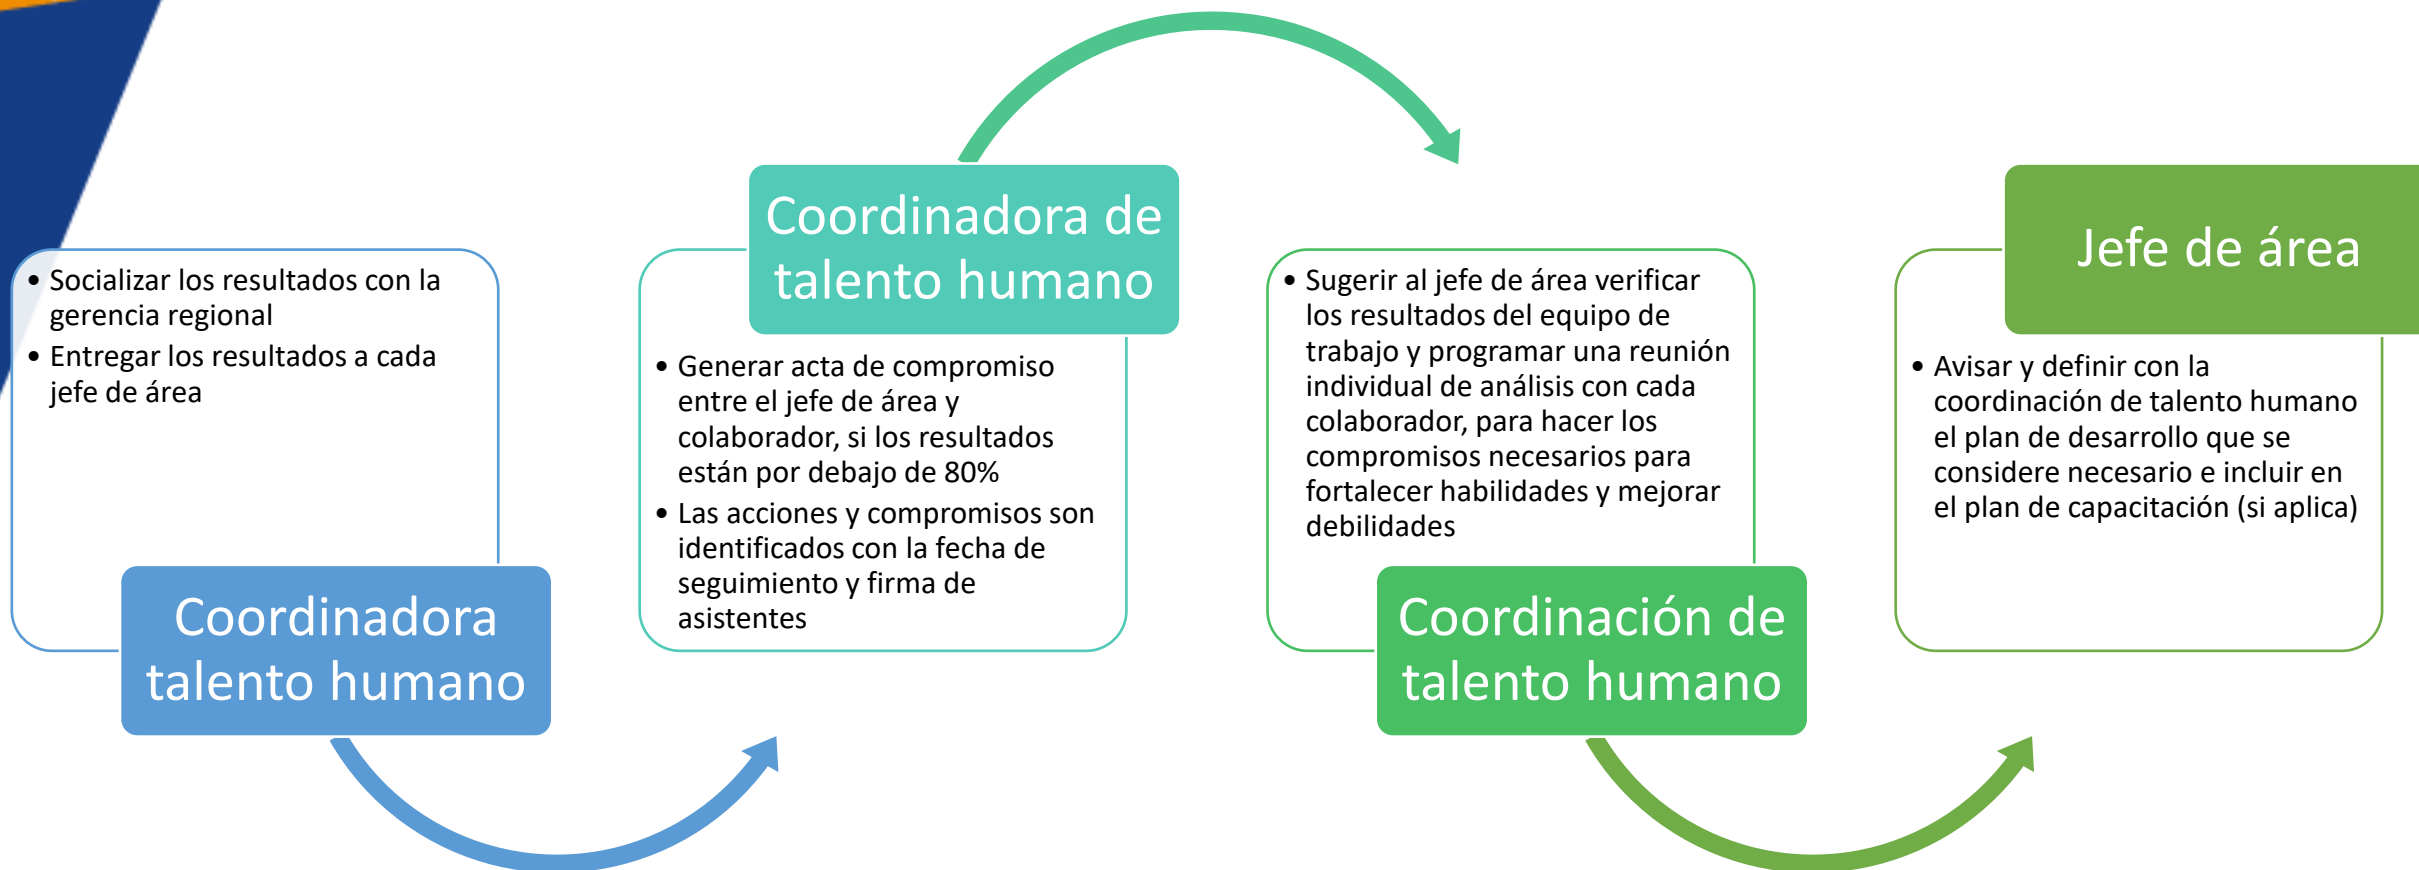 • Socializar los resultados con la
gerencia regional
• Entregar los resultados a cada
jefe de área
Coordinadora
talento humano
Coordinadora de
talento humano
• Generar acta de compromiso
entre el jefe de área y
colaborador, si los resultados
están por debajo de 80%
• Las acciones y compromisos son
identificados con la fecha de
seguimiento y firma de
asistentes
• Sugerir al jefe de área verificar
los resultados del equipo de
trabajo y programar una reunión
individual de análisis con cada
colaborador, para hacer los
compromisos necesarios para
fortalecer habilidades y mejorar
debilidades
Coordinación de
talento humano
Jefe de área
• Avisar y definir con la
coordinación de talento humano
el plan de desarrollo que se
considere necesario e incluir en
el plan de capacitación (si aplica)